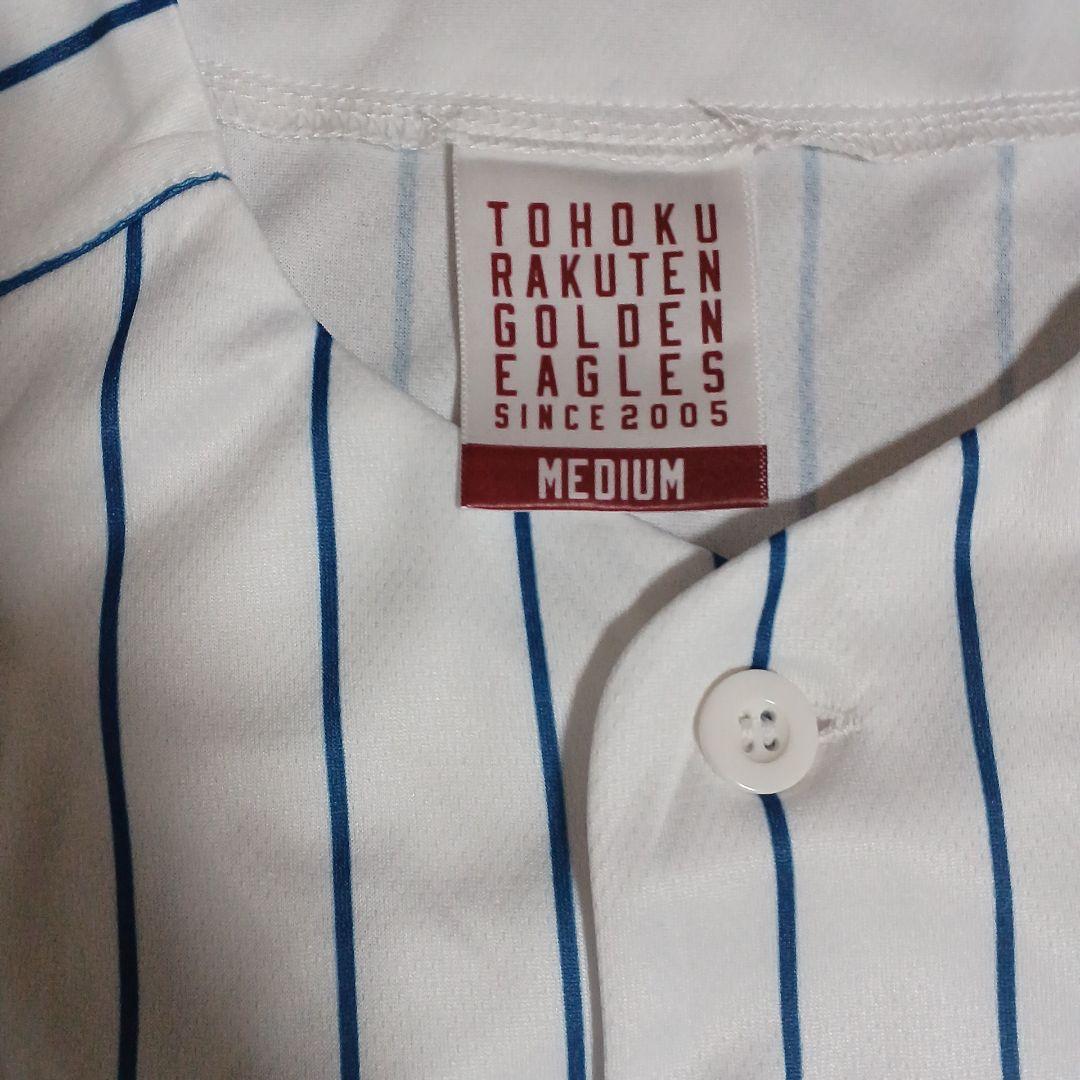 TOHOKU
RAKUTEN
GOLDEN
EAGLES
SINCE 2005
MEDIUM